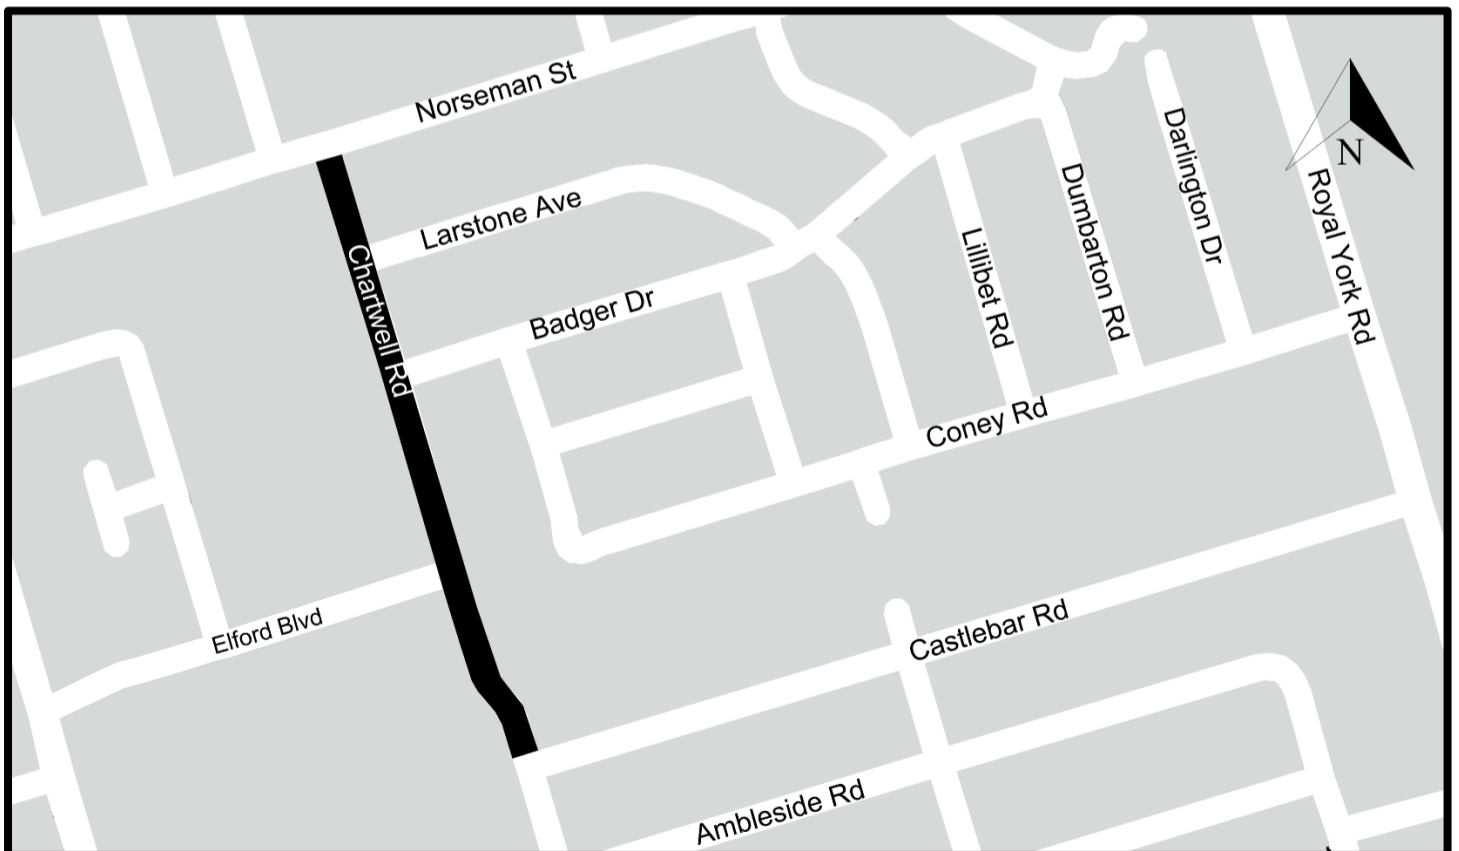 Norseman St
Larstone Ave
Chartwell Rd
Badger Dr
Lillibet Rd
Dumbarton Rd
Darlington Dr
Royal York Rd
N
Coney Rd
Elford Blvd
Castlebar Rd
Ambleside Rd